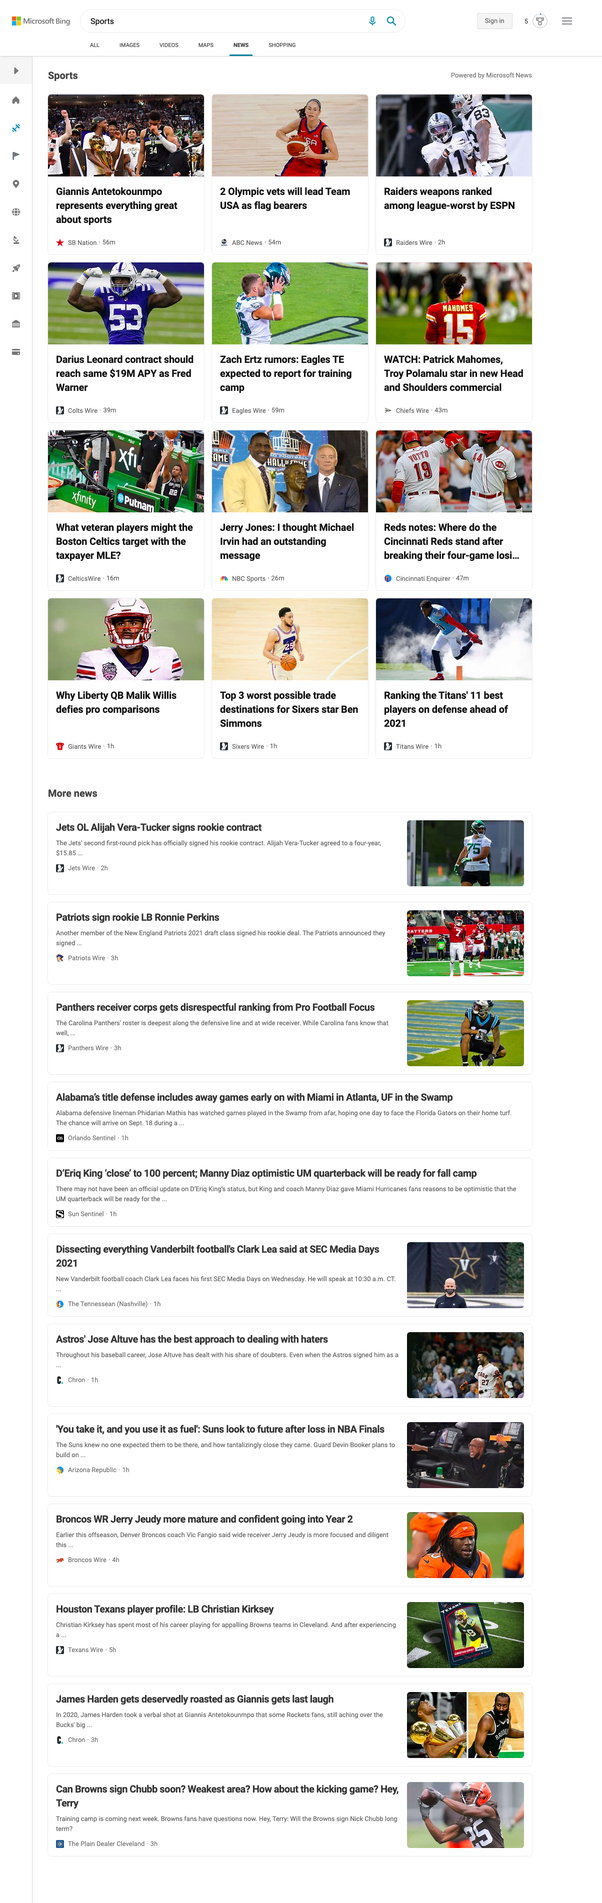 Microsoft Bing
Sports
Sign in
5
ALL IMAGES VIDEOS MAPS NEWS SHOPPING
Sports
Powered by Microsoft News
Giannis Antetokounmpo
represents everything great
about sports
SB Nation · 56m
2 Olympic vets will lead Team
USA as flag bearers
ABC News · 54m
Raiders weapons ranked
among league-worst by ESPN
Raiders Wire · 2h
53
Darius Leonard contract should
reach same $19M APY as Fred
Warner
Colts Wire · 39m
Zach Ertz rumors: Eagles TE
expected to report for training
camp
Eagles Wire · 59m
MAHOMES
15
WATCH: Patrick Mahomes,
Troy Polamalu star in new Head
and Shoulders commercial
Chiefs Wire · 43m
xfi
xfinity
Putnam
What veteran players might the
Boston Celtics target with the
taxpayer MLE?
CelticsWire · 16m
Jerry Jones: I thought Michael
Irvin had an outstanding
message
NBC Sports · 26m
VOTTO
19
Reds notes: Where do the
Cincinnati Reds stand after
breaking their four-game losi...
Cincinnati Enquirer · 47m
Why Liberty QB Malik Willis
defies pro comparisons
Giants Wire · 1h
Top 3 worst possible trade
destinations for Sixers star Ben
Simmons
Sixers Wire · 1h
Ranking the Titans' 11 best
players on defense ahead of
2021
Titans Wire · 1h
More news
Jets OL Alijah Vera-Tucker signs rookie contract
The Jets' second first-round pick has officially signed his rookie contract. Alijah Vera-Tucker agreed to a four-year,
$15.85 ...
Jets Wire · 2h
75
Patriots sign rookie LB Ronnie Perkins
Another member of the New England Patriots 2021 draft class signed his rookie deal. The Patriots announced they
signed ...
Patriots Wire · 3h
Panthers receiver corps gets disrespectful ranking from Pro Football Focus
The Carolina Panthers' roster is deepest along the defensive line and at wide receiver. While Carolina fans know that
well, ...
Panthers Wire · 3h
Alabama's title defense includes away games early on with Miami in Atlanta, UF in the Swamp
Alabama defensive lineman Phidarian Mathis has watched games played in the Swamp from afar, hoping one day to face the Florida Gators on their home turf.
The chance will arrive on Sept. 18 during a ...
Orlando Sentinel · 1h
D'Eriq King 'close' to 100 percent; Manny Diaz optimistic UM quarterback will be ready for fall camp
There may not have been an official update on D'Eriq King's status, but King and coach Manny Diaz gave Miami Hurricanes fans reasons to be optimistic that the
UM quarterback will be ready for the ...
Sun Sentinel · 1h
Dissecting everything Vanderbilt football's Clark Lea said at SEC Media Days
2021
New Vanderbilt football coach Clark Lea faces his first SEC Media Days on Wednesday. He will speak at 10:30 a.m. CT.
...
The Tennessean (Nashville) · 1h
Astros' Jose Altuve has the best approach to dealing with haters
Throughout his baseball career, Jose Altuve has dealt with his share of doubters. Even when the Astros signed him as a
...
Chron · 1h
27
'You take it, and you use it as fuel': Suns look to future after loss in NBA Finals
The Suns knew no one expected them to be there, and how tantalizingly close they came. Guard Devin Booker plans to
build on ...
Arizona Republic · 1h
Broncos WR Jerry Jeudy more mature and confident going into Year 2
Earlier this offseason, Denver Broncos coach Vic Fangio said wide receiver Jerry Jeudy is more focused and diligent
this ...
Broncos Wire · 4h
Houston Texans player profile: LB Christian Kirksey
Christian Kirksey has spent most of his career playing for appalling Browns teams in Cleveland. And after experiencing
a ...
Texans Wire · 5h
James Harden gets deservedly roasted as Giannis gets last laugh
In 2020, James Harden took a verbal shot at Giannis Antetokounmpo that some Rockets fans, still aching over the
Bucks' big ...
Chron · 3h
Can Browns sign Chubb soon? Weakest area? How about the kicking game? Hey,
Terry
Training camp is coming next week. Browns fans have questions now. Hey, Terry: Will the Browns sign Nick Chubb long
term?
The Plain Dealer Cleveland · 3h
25